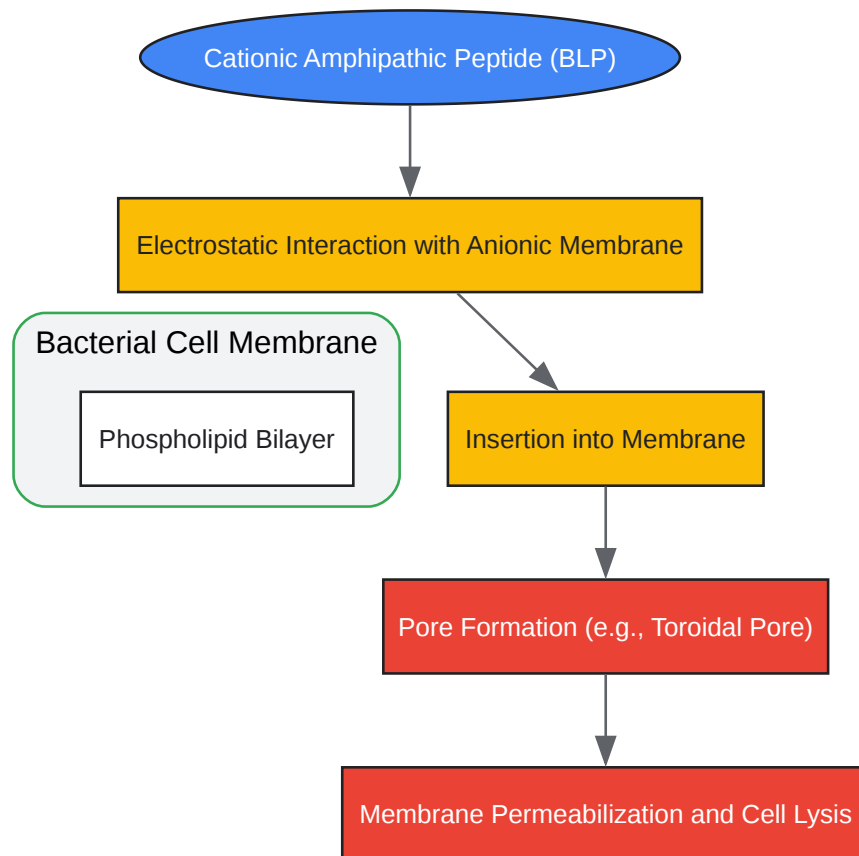 Cationic Amphipathic Peptide (BLP)
Electrostatic Interaction with Anionic Membrane
Bacterial Cell Membrane
Phospholipid Bilayer
Insertion into Membrane
Pore Formation (e.g., Toroidal Pore)
Membrane Permeabilization and Cell Lysis